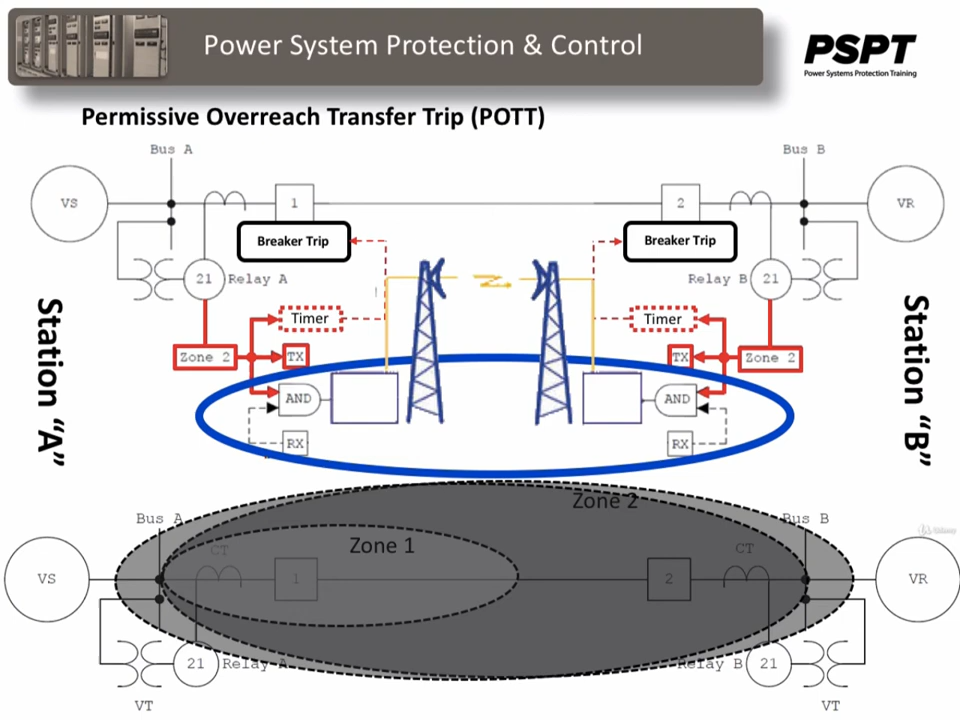 Power System Protection & Control
PSPT
Power Systems Protection Training
Permissive Overreach Transfer Trip (POTT)
Bus A
Bus B
VS
1
2
VR
Breaker Trip
Breaker Trip
21
Relay A
Relay B
21
Station "A"
Station "B"
Timer
Timer
Zone 2
TX
TX
Zone 2
AND
AND
RX
RX
Zone 2
Bus A
Bus B
Zone 1
CT
CT
VS
1
2
VR
21
Relay A
Relay B
21
VT
VT